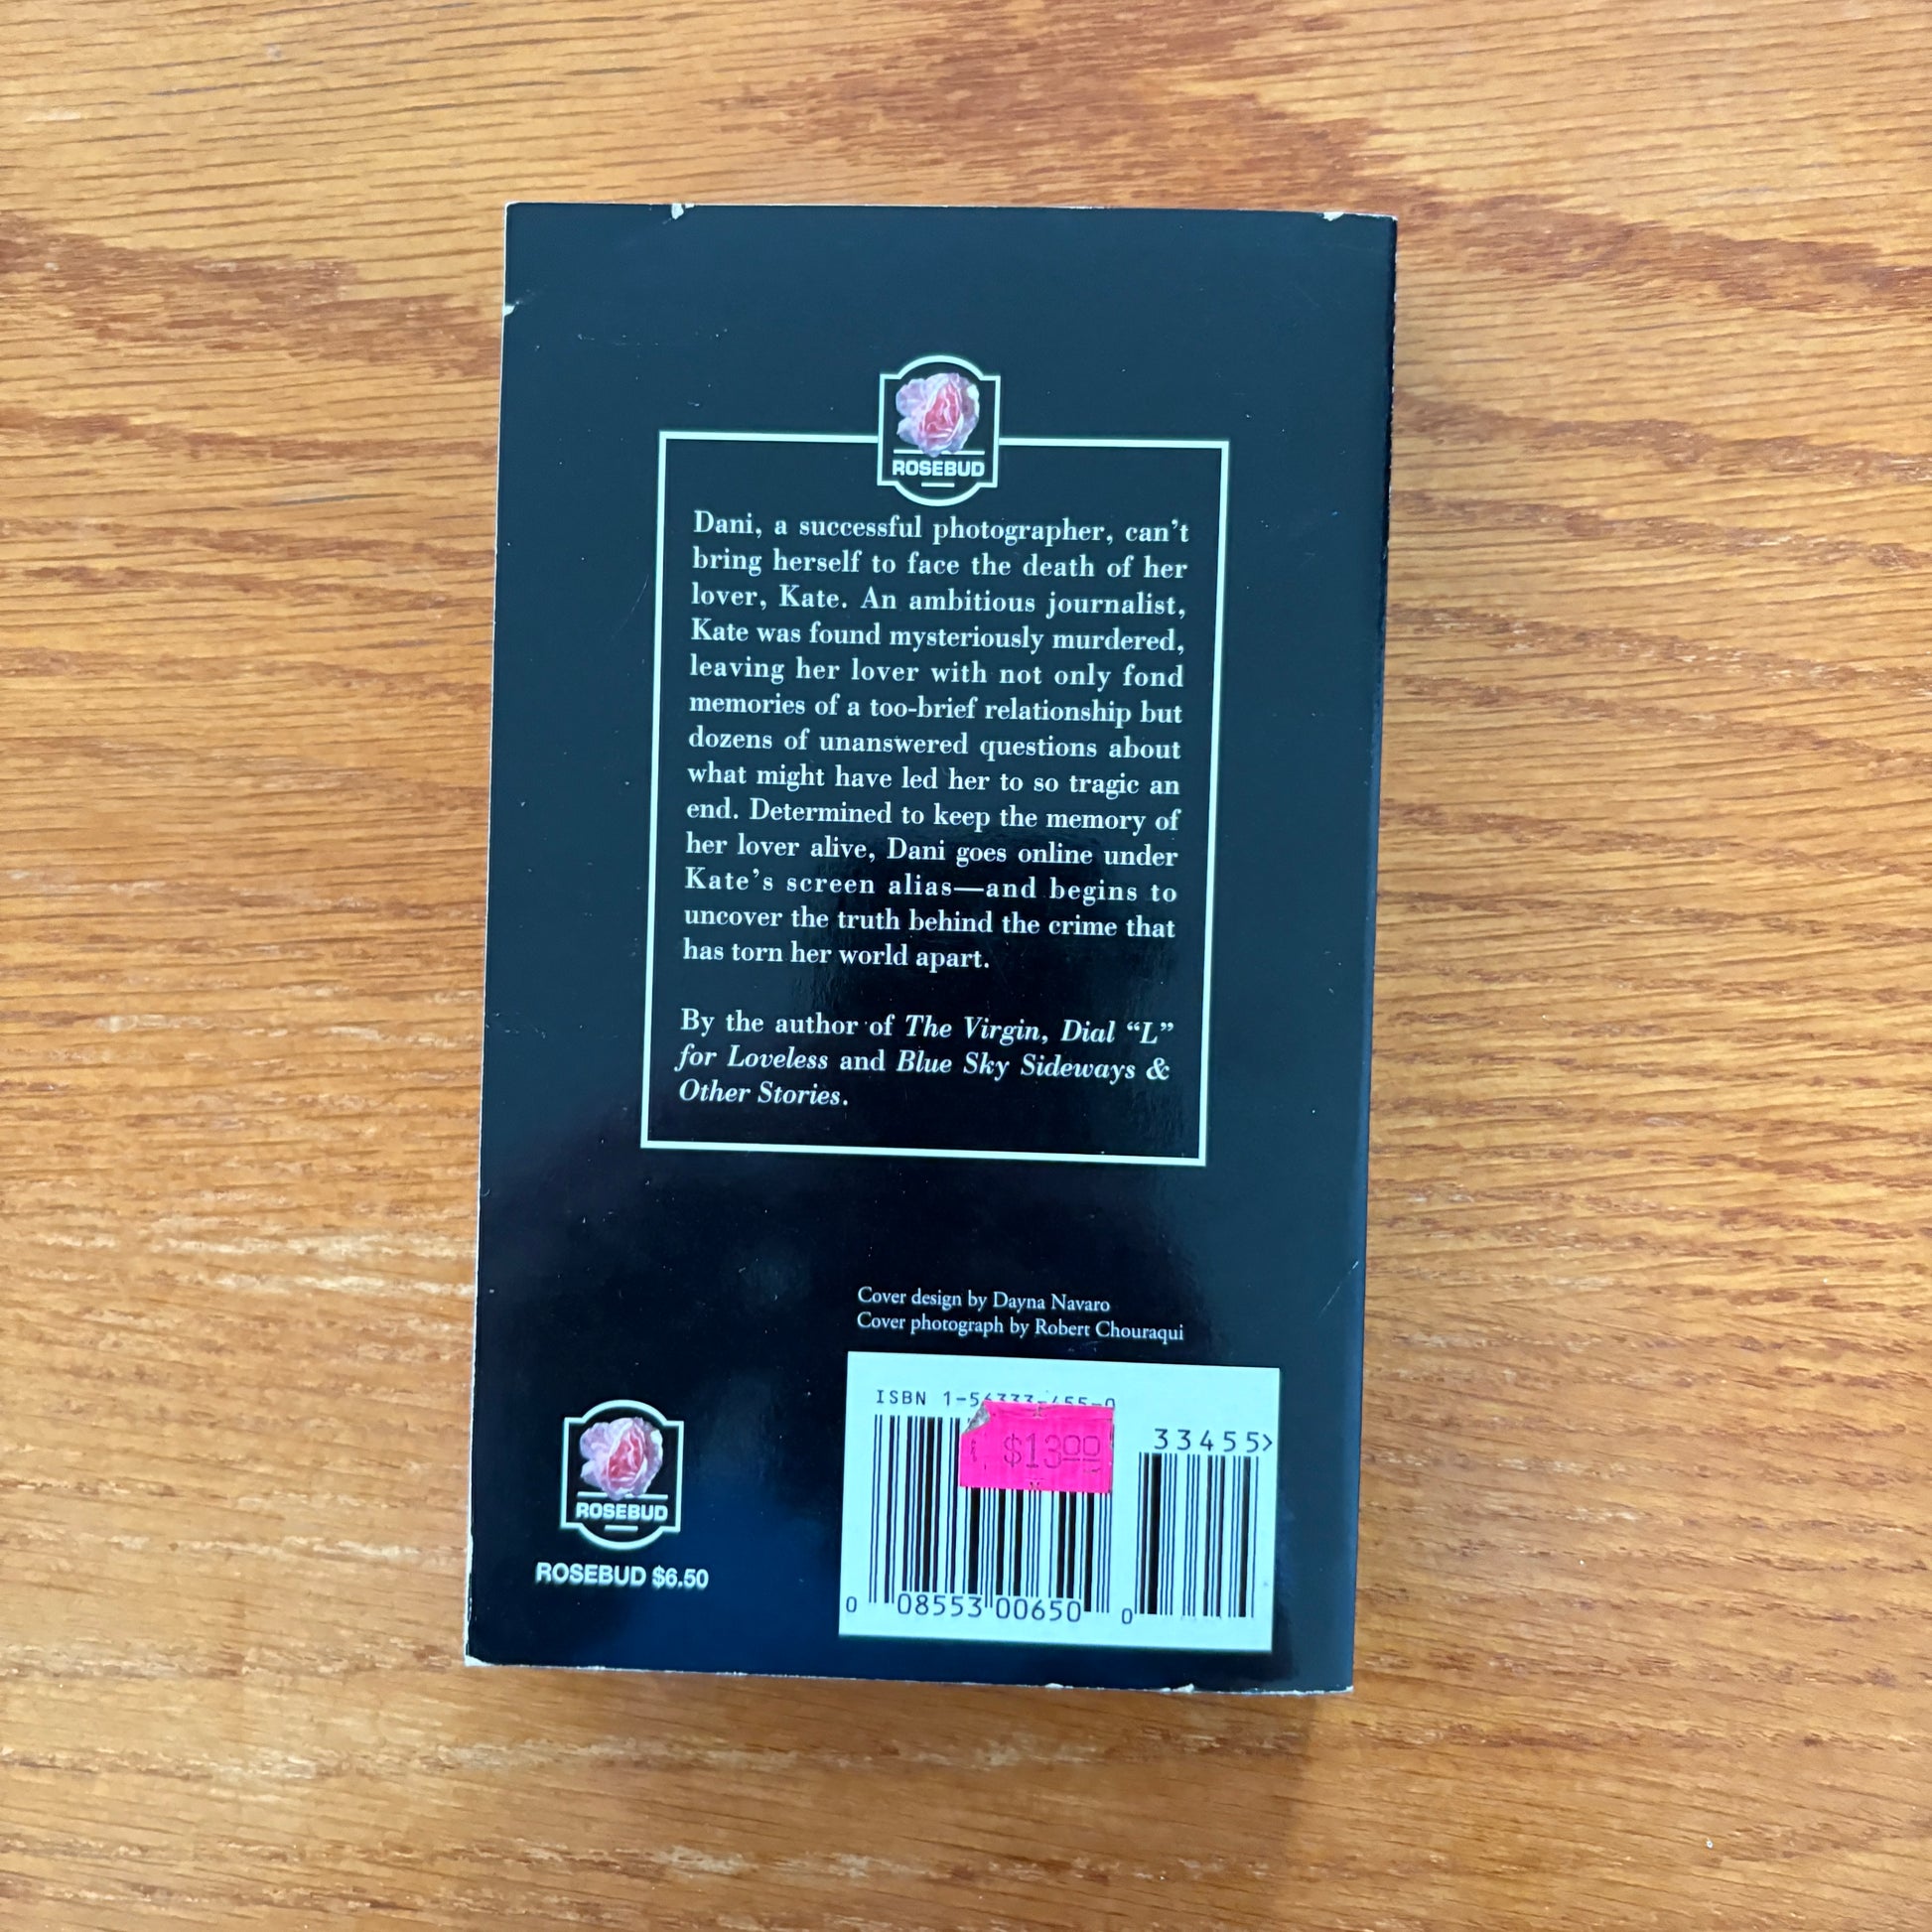 ROSEBUD
Dani, a successful photographer, can't
bring herself to face the death of her
lover, Kate. An ambitious journalist,
Kate was found mysteriously murdered,
leaving her lover with not only fond
memories of a too-brief relationship but
dozens of unanswered questions about
what might have led her to so tragic an
end. Determined to keep the memory of
her lover alive, Dani goes online under
Kate's screen alias—and begins to
uncover the truth behind the crime that
has torn her world apart.
By the author of The Virgin, Dial “L”
for Loveless and Blue Sky Sideways &
Other Stories.
Cover design by Dayna Navaro
Cover photograph by Robert Chouraqui
ISBN 1-56333-455-0
$1300
33455>
0 08553 00650 0
ROSEBUD
ROSEBUD $6.50